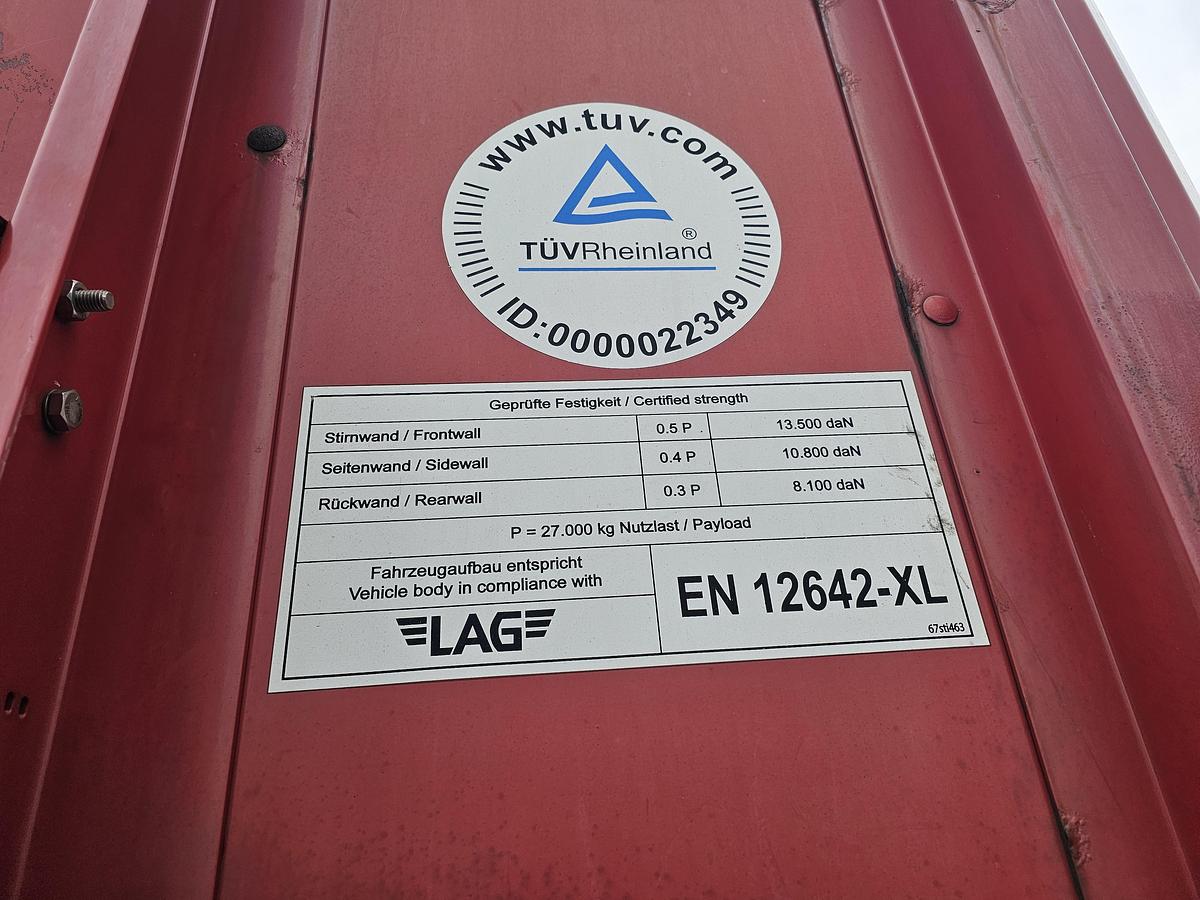 www.tuv.com
TÜVRheinland®
ID:0000022349
Geprüfte Festigkeit / Certified strength
Stirnwand / Frontwall 0.5 P 13.500 daN
Seitenwand / Sidewall 0.4 P 10.800 daN
Rückwand / Rearwall 0.3 P 8.100 daN
P = 27.000 kg Nutzlast / Payload
Fahrzeugaufbau entspricht
Vehicle body in compliance with
LAG
EN 12642-XL
67sti463